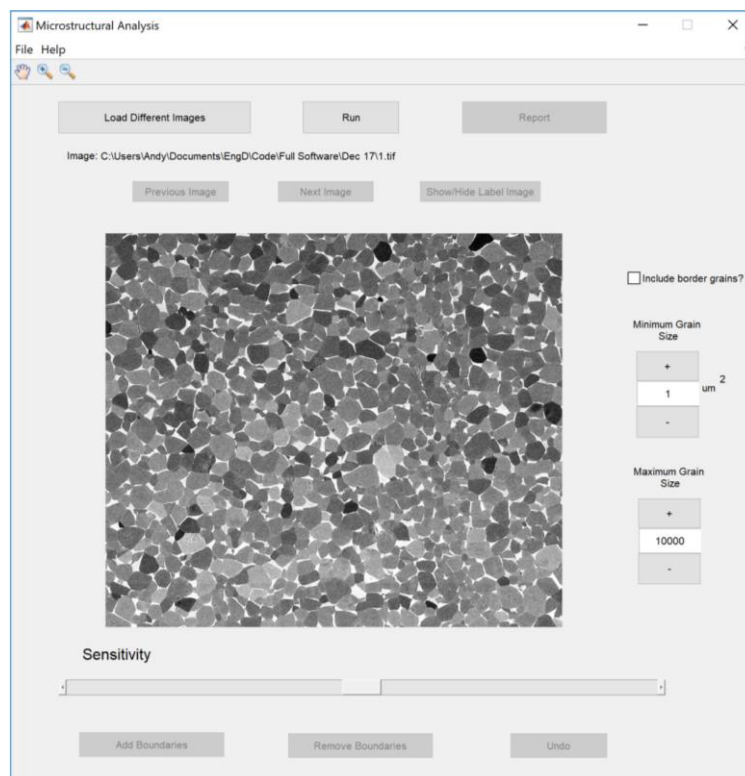 Microstructural Analysis
File Help
Load Different Images Run Report
Image: C:\Users\Andy\Documents\EngD\Code\Full Software\Dec 17\1.tif
Previous Image Next Image Show/Hide Label Image
Include border grains?
Minimum Grain
Size
+
1 um 2
-
Maximum Grain
Size
+
10000
-
Sensitivity
Add Boundaries Remove Boundaries Undo